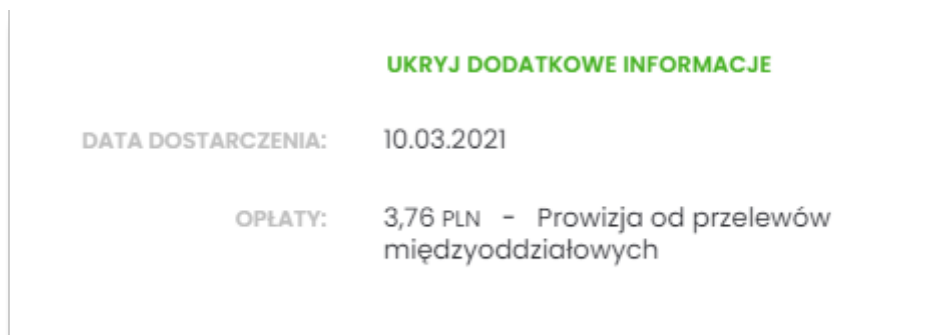 UKRYJ DODATKOWE INFORMACJE
DATA DOSTARCZENIA: 10.03.2021
OPŁATY: 3,76 PLN - Prowizja od przelewów
międzyoddziałowych